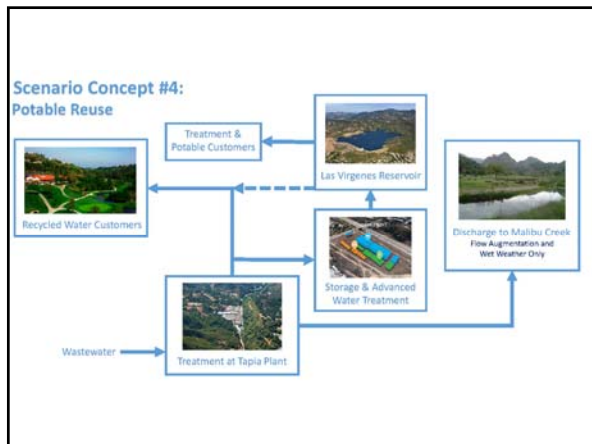 Scenario Concept #4:
Potable Reuse
Treatment &
Potable Customers
Las Virgenes Reservoir
Recycled Water Customers
Discharge to Malibu Creek
Flow Augmentation and
Wet Weather Only
Storage & Advanced
Water Treatment
Wastewater
Treatment at Tapia Plant